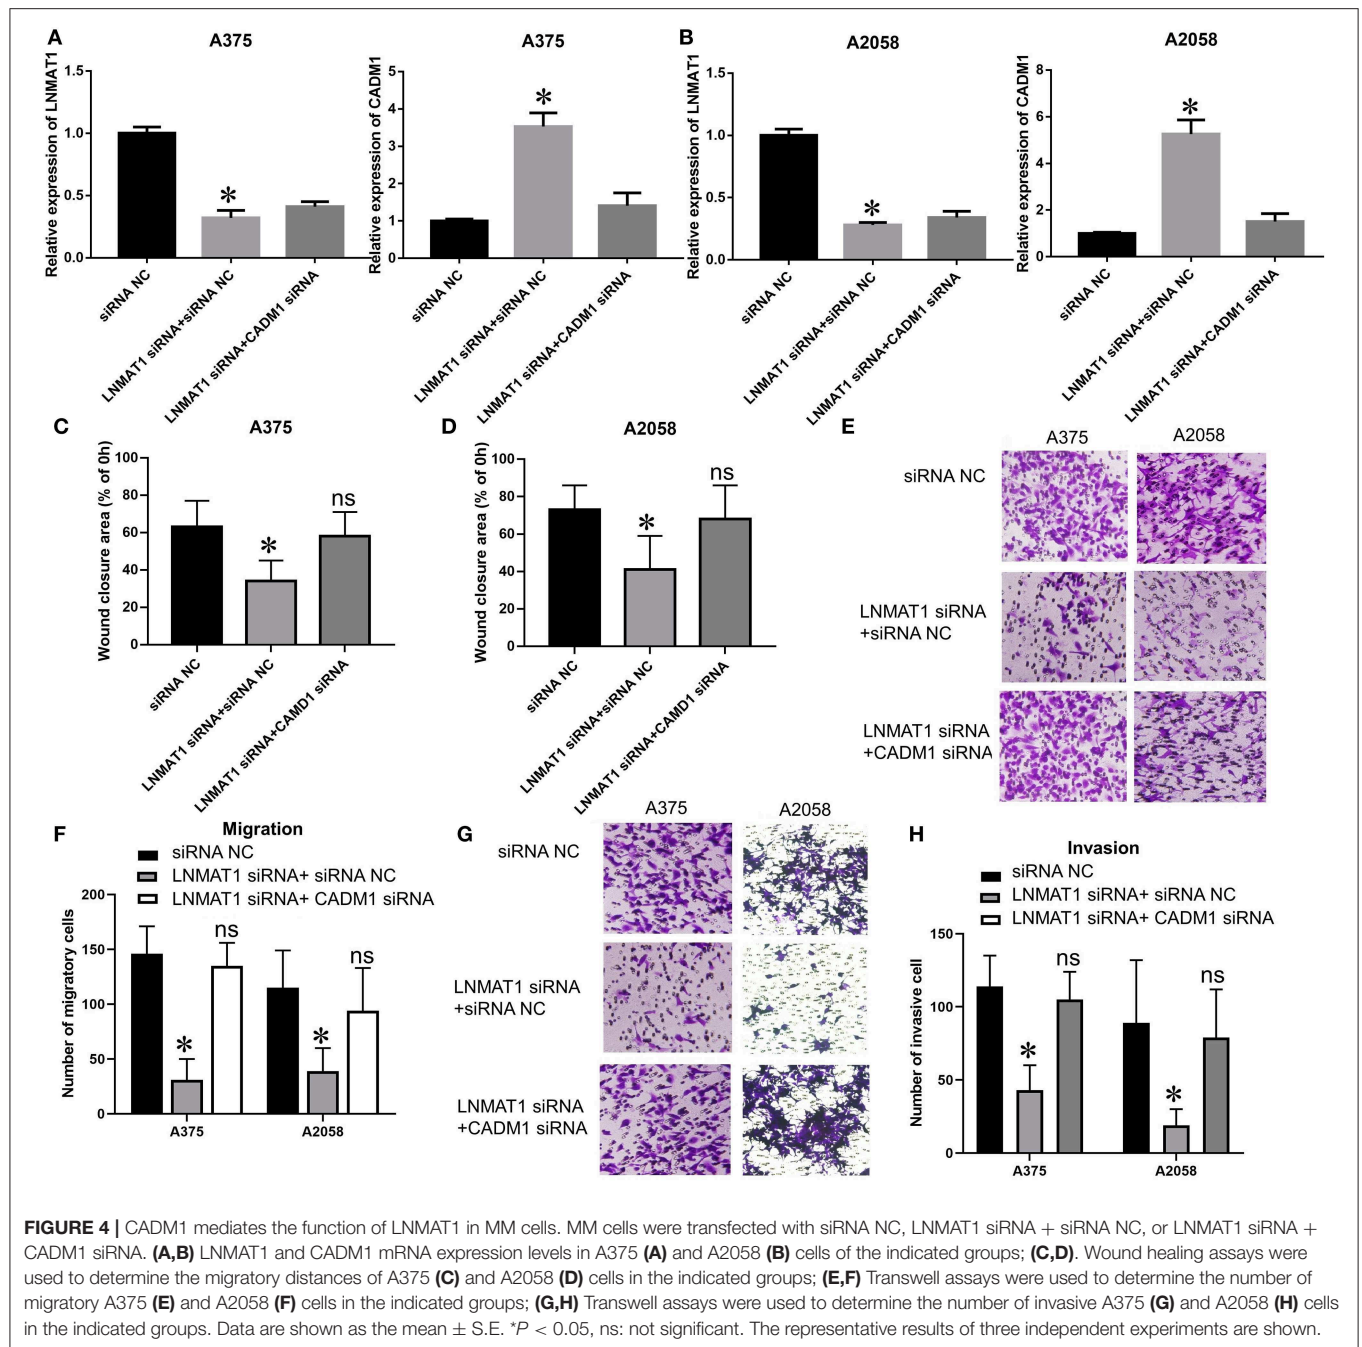 A
A375
Relative expression of LNMAT1
1.5
1.0
0.5
0.0
siRNA NC
LNMAT1 siRNA+siRNA NC
LNMAT1 siRNA+CADM1 siRNA
A375
Relative expression of CADM1
5
4
3
2
1
0
*
siRNA NC
LNMAT1 siRNA+siRNA NC
LNMAT1 siRNA+CADM1 siRNA
*
B
A2058
Relative expression of LNMAT1
1.5
1.0
0.5
0.0
*
siRNA NC
LNMAT1 siRNA+siRNA NC
LNMAT1 siRNA+CADM1 siRNA
A2058
Relative expression of CADM1
8
6
4
2
0
*
siRNA NC
LNMAT1 siRNA+siRNA NC
LNMAT1 siRNA+CADM1 siRNA
C
A375
Wound closure area (% of 0h)
100
80
60
40
20
0
*
ns
siRNA NC
LNMAT1 siRNA+siRNA NC
LNMAT1 siRNA+CAMD1 siRNA
D
A2058
Wound closure area (% of 0h)
100
80
60
40
20
0
*
ns
siRNA NC
LNMAT1 siRNA+siRNA NC
LNMAT1 siRNA+CAMD1 siRNA
E
A375
A2058
siRNA NC
LNMAT1 siRNA
+siRNA NC
LNMAT1 siRNA
+CADM1 siRNA
F
Migration
siRNA NC
LNMAT1 siRNA+ siRNA NC
LNMAT1 siRNA+ CADM1 siRNA
Number of migratory cells
200
150
100
50
0
*
ns
*
ns
A375
A2058
G
A375
A2058
siRNA NC
LNMAT1 siRNA
+siRNA NC
LNMAT1 siRNA
+CADM1 siRNA
H
Invasion
siRNA NC
LNMAT1 siRNA+ siRNA NC
LNMAT1 siRNA+ CADM1 siRNA
Number of invasive cell
150
100
50
0
*
ns
*
ns
A375
A2058
FIGURE 4 | CADM1 mediates the function of LNMAT1 in MM cells. MM cells were transfected with siRNA NC, LNMAT1 siRNA + siRNA NC, or LNMAT1 siRNA +
CADM1 siRNA. (A,B) LNMAT1 and CADM1 mRNA expression levels in A375 (A) and A2058 (B) cells of the indicated groups; (C,D). Wound healing assays were
used to determine the migratory distances of A375 (C) and A2058 (D) cells in the indicated groups; (E,F) Transwell assays were used to determine the number of
migratory A375 (E) and A2058 (F) cells in the indicated groups; (G,H) Transwell assays were used to determine the number of invasive A375 (G) and A2058 (H) cells
in the indicated groups. Data are shown as the mean ± S.E. *P < 0.05, ns: not significant. The representative results of three independent experiments are shown.